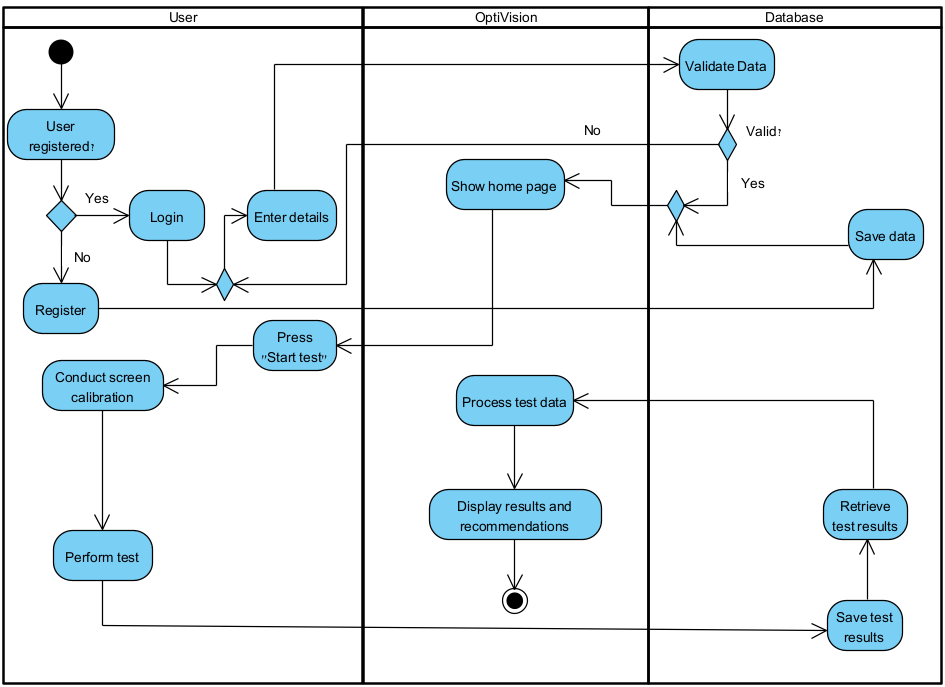 User
OptiVision
Database
User
registered?
Yes
No
Login
Enter details
Register
Validate Data
Valid?
No
Yes
Show home page
Save data
Press
"Start test"
Conduct screen
calibration
Process test data
Display results and
recommendations
Retrieve
test results
Perform test
Save test
results